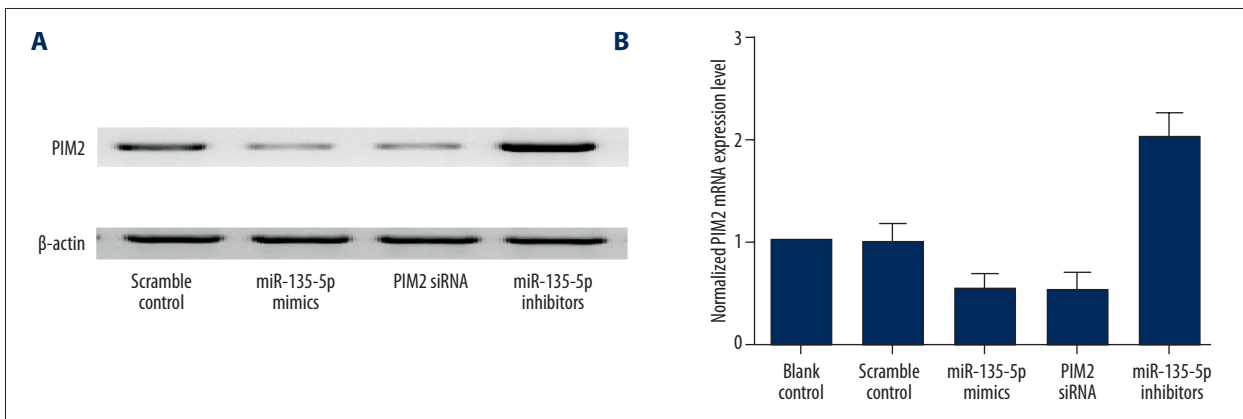 A
PIM2
β-actin
Scramble
control
miR-135-5p
mimics
PIM2 siRNA
miR-135-5p
inhibitors
B
Normalized PIM2 mRNA expression level
3
2
1
0
Blank
control
Scramble
control
miR-135-5p
mimics
PIM2
siRNA
miR-135-5p
inhibitors